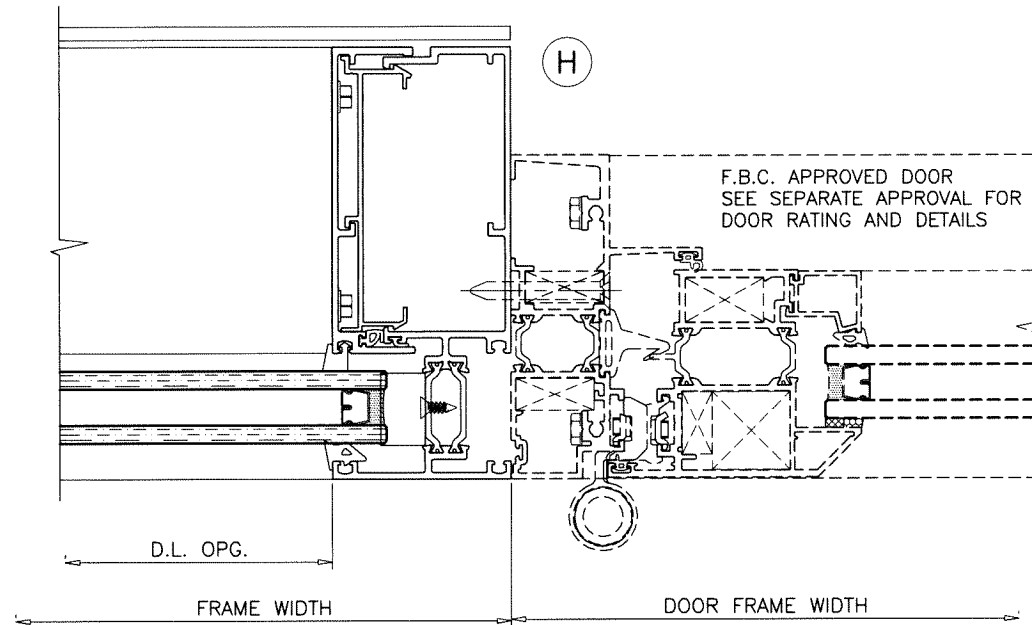 H
F.B.C. APPROVED DOOR
SEE SEPARATE APPROVAL FOR
DOOR RATING AND DETAILS
D.L. OPG.
FRAME WIDTH
DOOR FRAME WIDTH